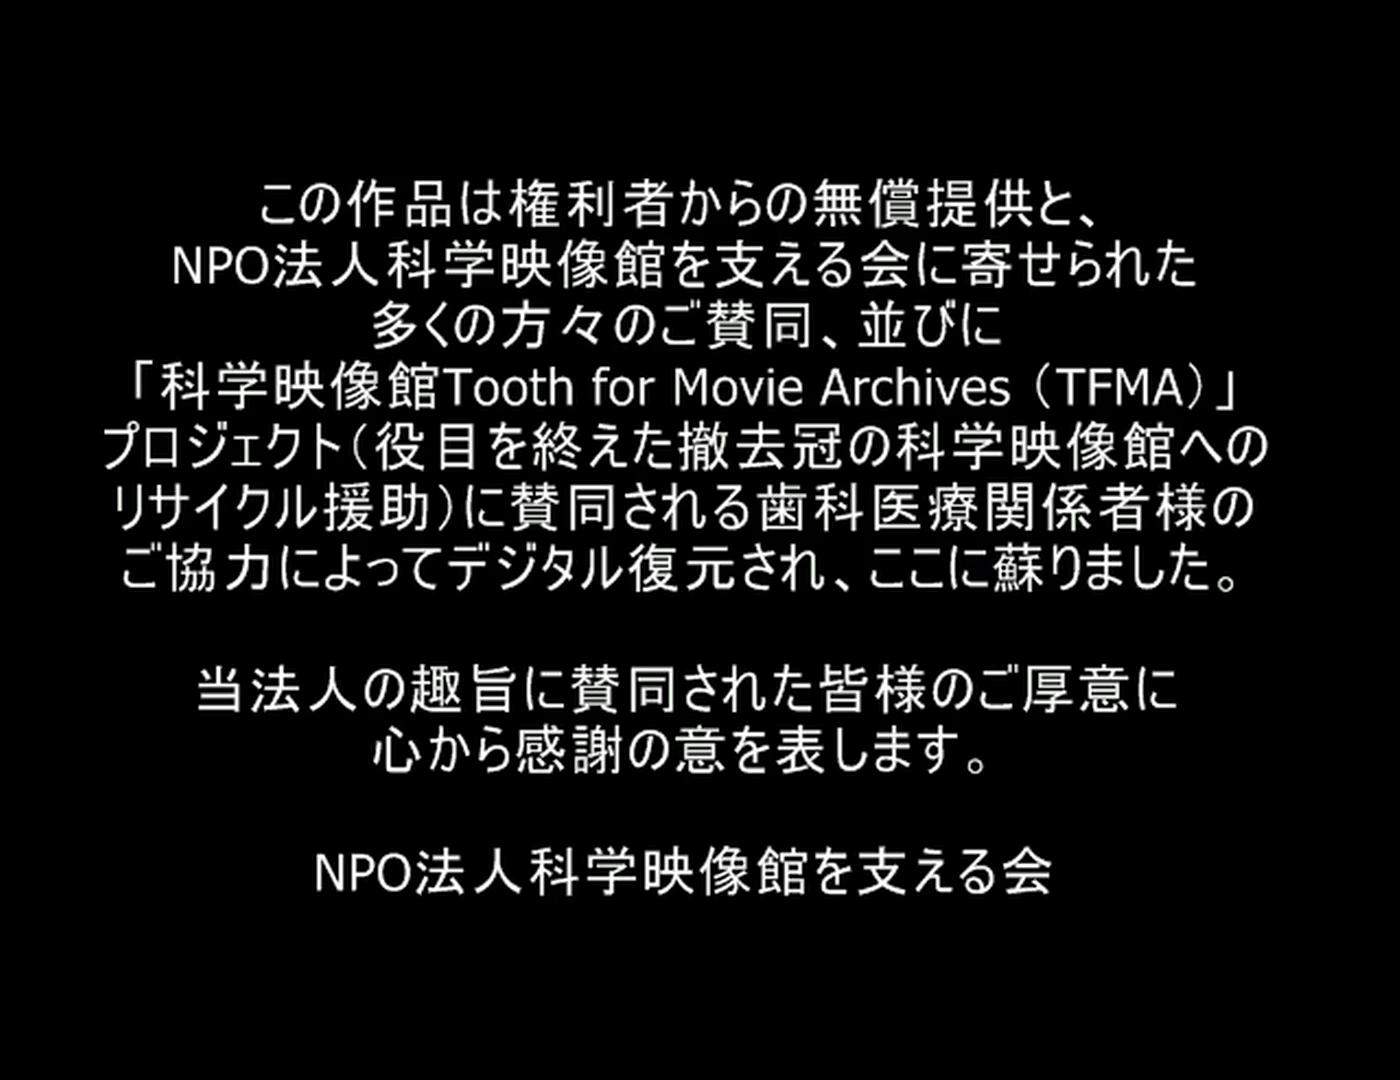 この作品は権利者からの無償提供と、
NPO法人科学映像館を支える会に寄せられた
多くの方々のご賛同、並びに
「科学映像館Tooth for Movie Archives（TFMA）」
プロジェクト（役目を終えた撤去冠の科学映像館への
リサイクル援助）に賛同される歯科医療関係者様の
ご協力によってデジタル復元され、ここに蘇りました。
当法人の趣旨に賛同された皆様のご厚意に
心から感謝の意を表します。
NPO法人科学映像館を支える会